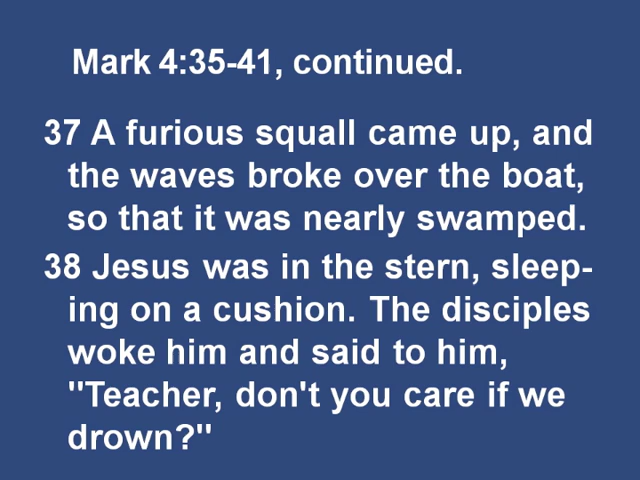 Mark 4:35-41, continued.
37 A furious squall came up, and
the waves broke over the boat,
so that it was nearly swamped.
38 Jesus was in the stern, sleep-
ing on a cushion. The disciples
woke him and said to him,
"Teacher, don't you care if we
drown?"